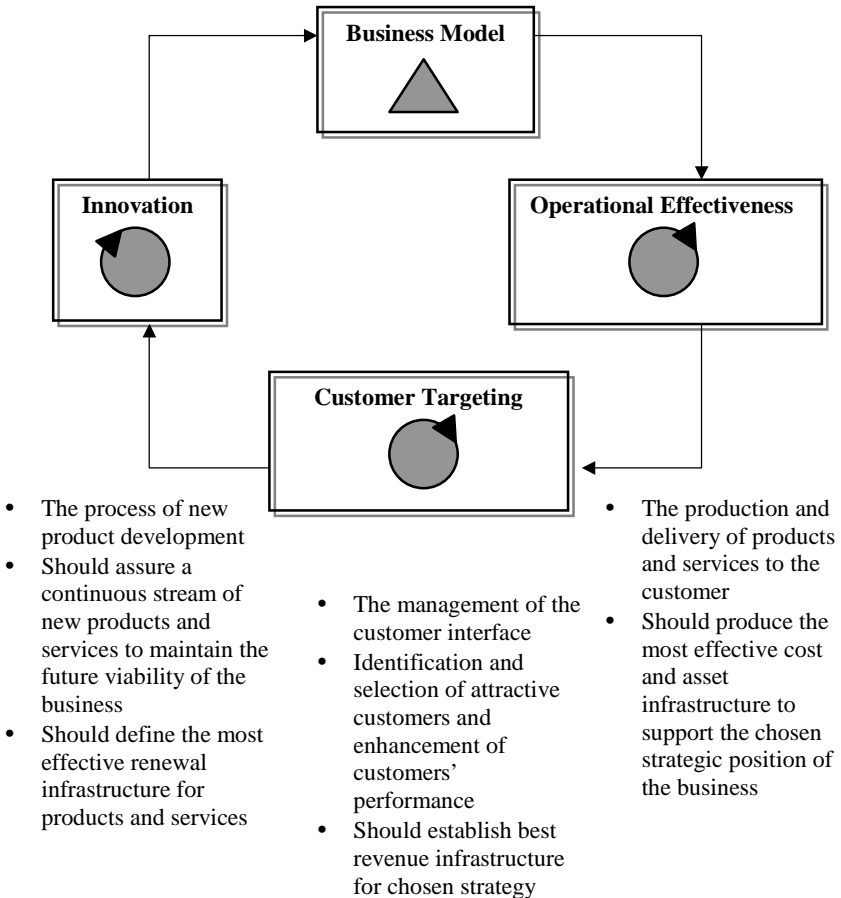 Business Model
Innovation
Operational Effectiveness
Customer Targeting
• The process of new
product development
• Should assure a
continuous stream of
new products and
services to maintain the
future viability of the
business
• Should define the most
effective renewal
infrastructure for
products and services
• The management of the
customer interface
• Identification and
selection of attractive
customers and
enhancement of
customers’
performance
• Should establish best
revenue infrastructure
for chosen strategy
• The production and
delivery of products
and services to the
customer
• Should produce the
most effective cost
and asset
infrastructure to
support the chosen
strategic position of
the business